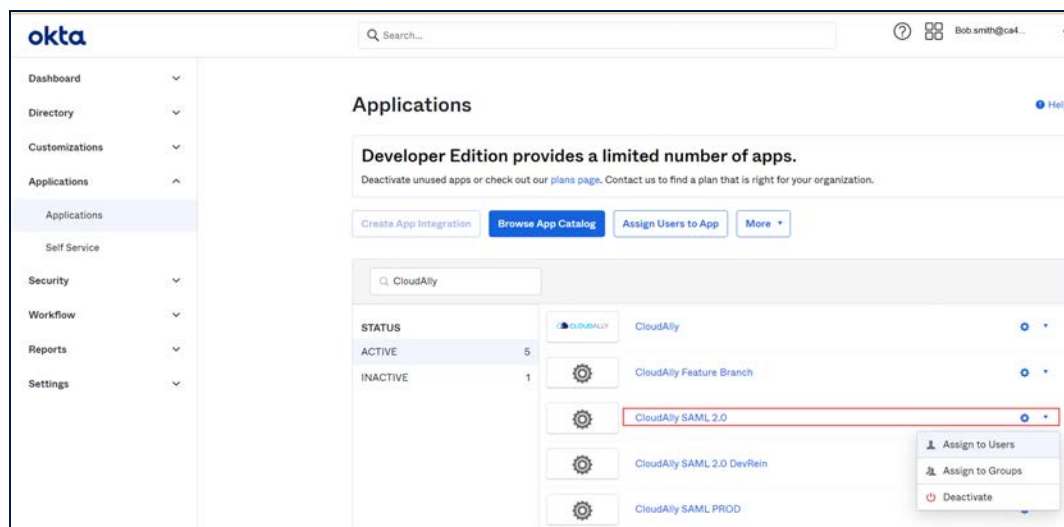 okta
Search...
Bob.smith@ca4...
Dashboard
Directory
Customizations
Applications
Applications
Self Service
Security
Workflow
Reports
Settings
Applications
Developer Edition provides a limited number of apps.
Deactivate unused apps or check out our plans page. Contact us to find a plan that is right for your organization.
Create App Integration
Browse App Catalog
Assign Users to App
More
CloudAlly
STATUS
ACTIVE 5
INACTIVE 1
CLOUDALLY
CloudAlly
CloudAlly Feature Branch
CloudAlly SAML 2.0
Assign to Users
Assign to Groups
Deactivate
CloudAlly SAML 2.0 DevRein
CloudAlly SAML PROD